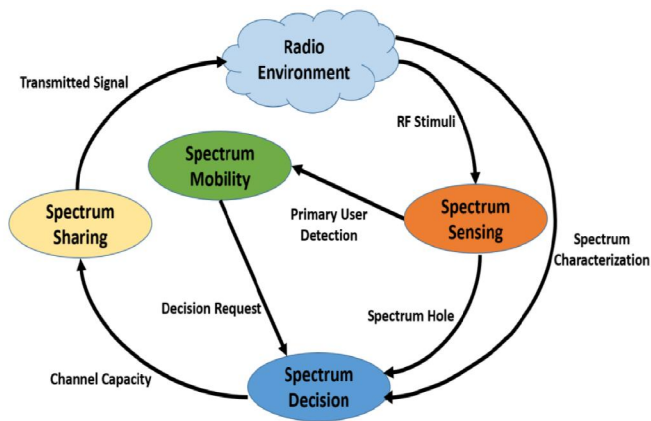 Radio
Environment
Transmitted Signal
RF Stimuli
Spectrum
Mobility
Spectrum
Sharing
Primary User
Detection
Spectrum
Sensing
Spectrum
Characterization
Decision Request
Spectrum Hole
Channel Capacity
Spectrum
Decision